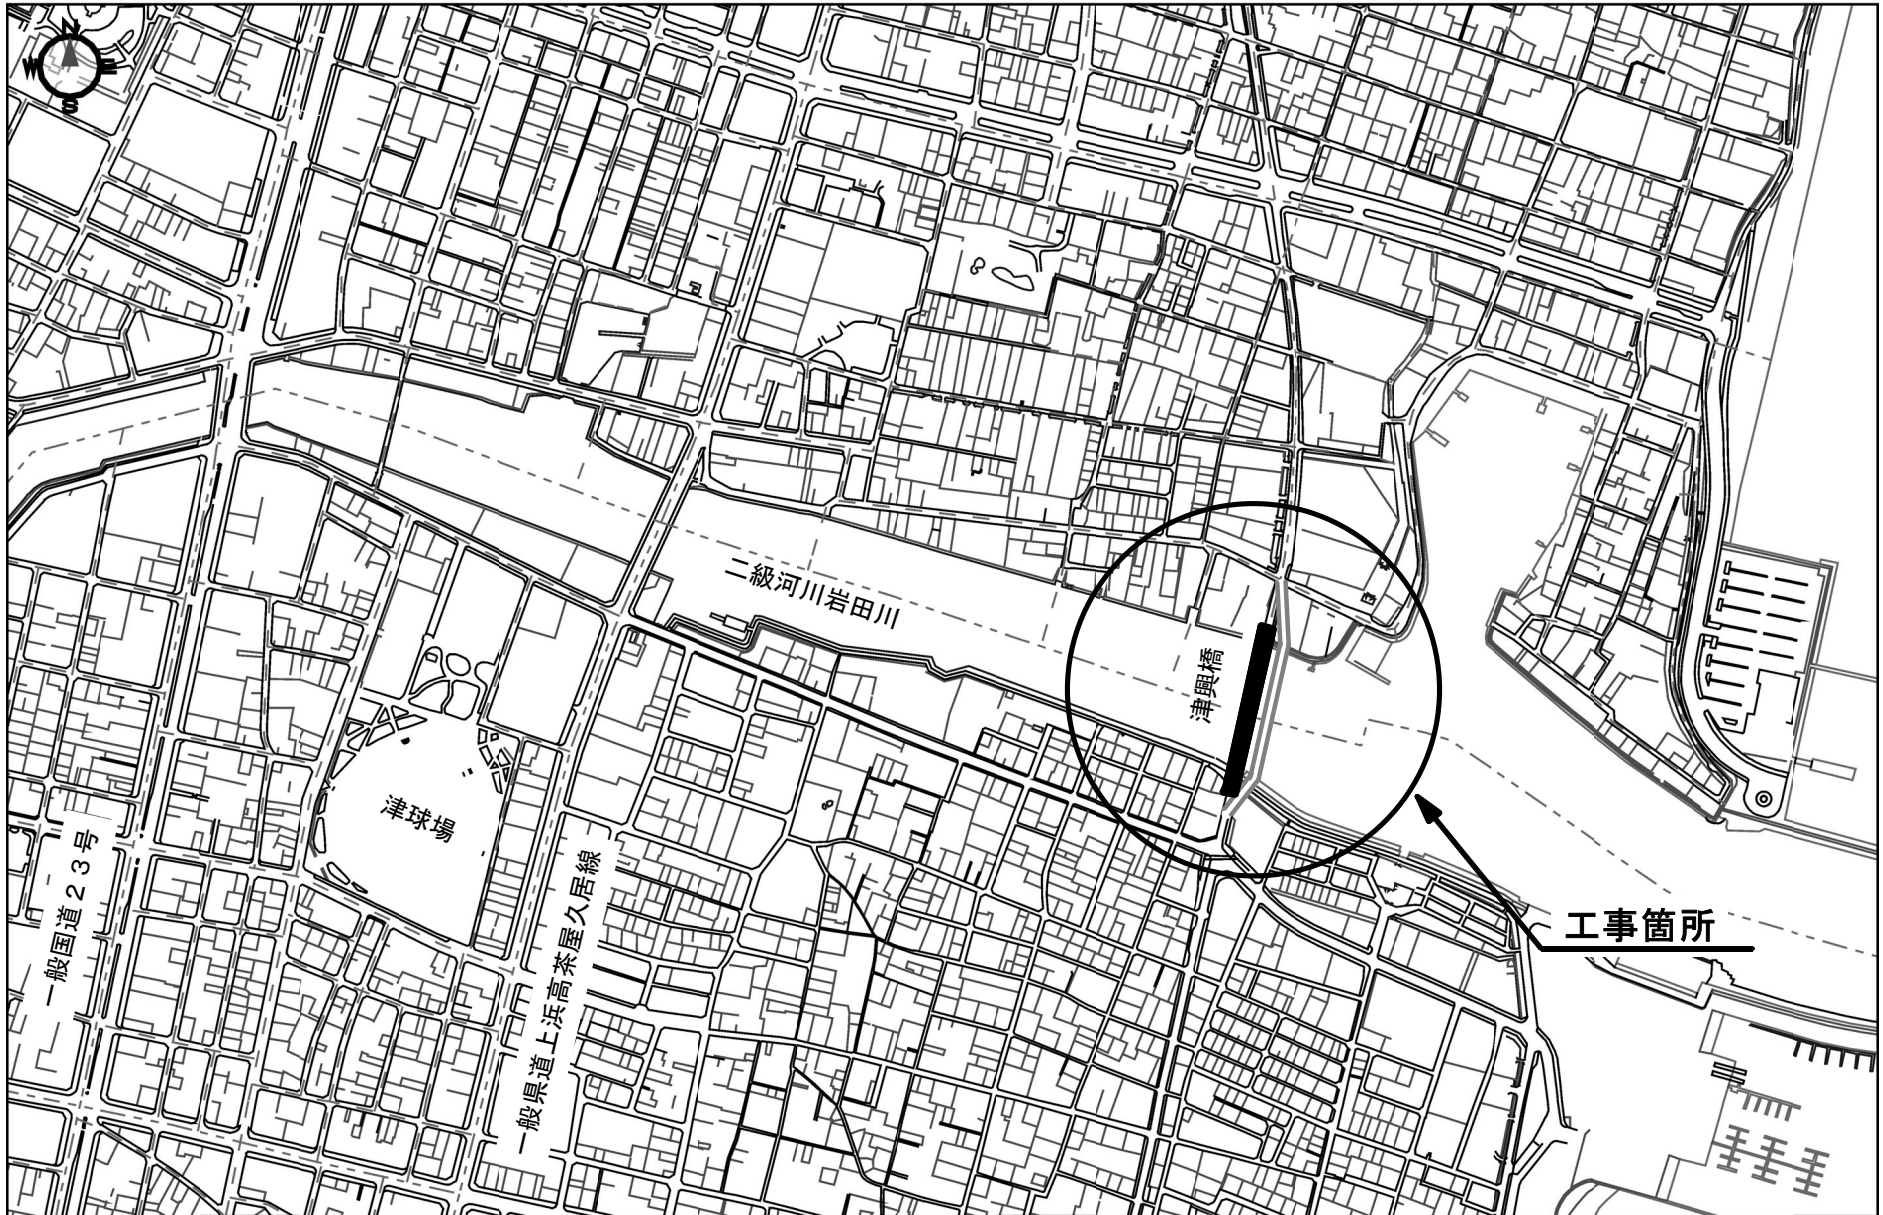 N
W E
S
二級河川岩田川
津興橋
津球場
一般国道23号
一般県道上浜高茶屋久居線
工事箇所